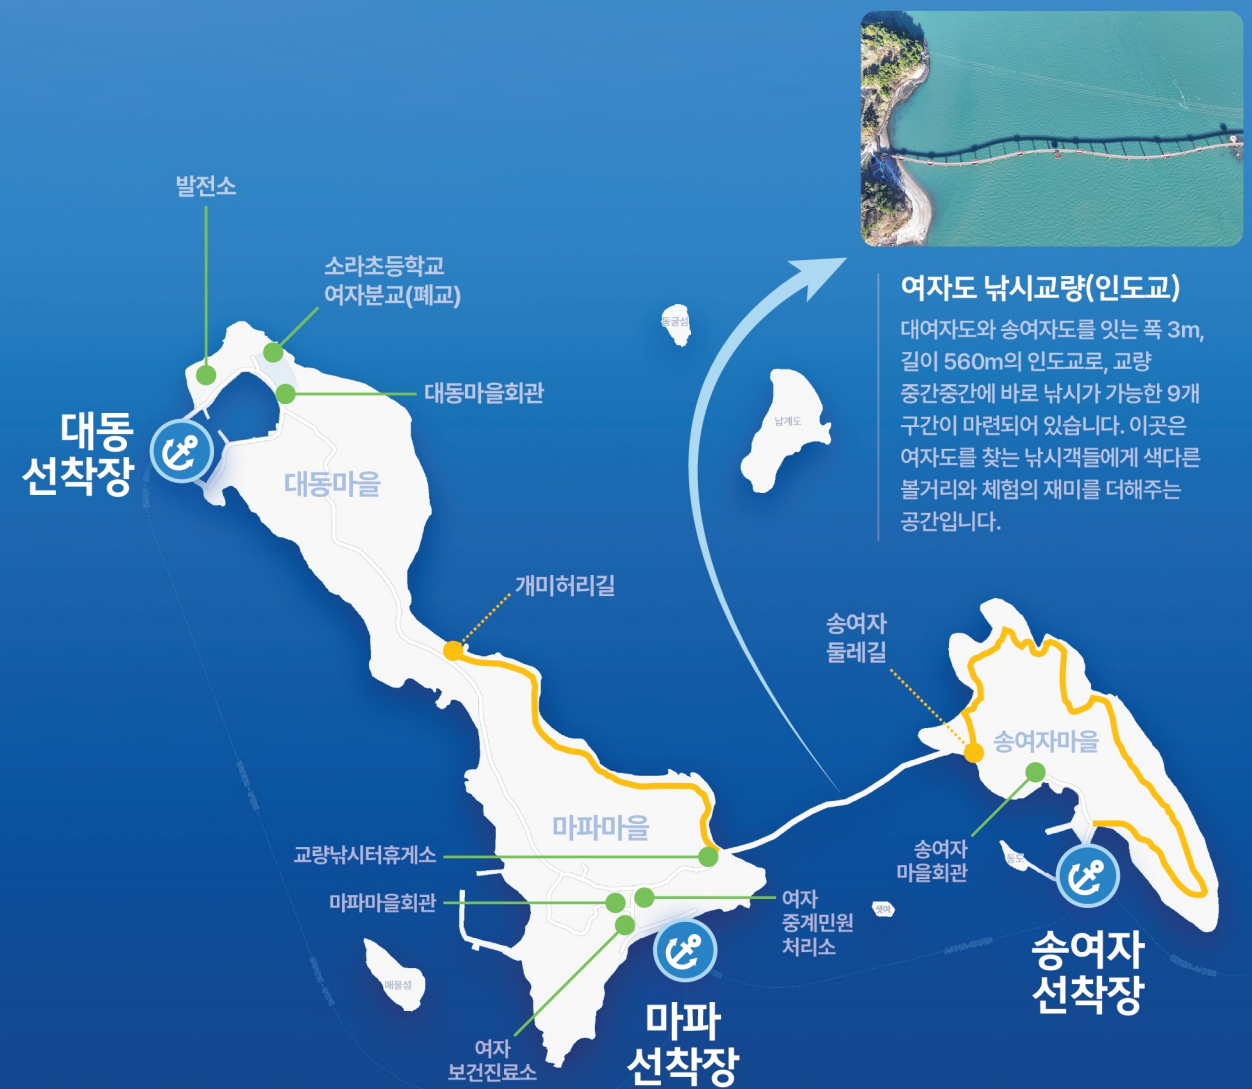 발전소
소라초등학교
여자분교(폐교)
대동마을회관
대동
선착장
대동마을
동굴섬
납계도
여자도 낚시교량(인도교)
대여자도와 송여자도를 잇는 폭 3m,
길이 560m의 인도교로, 교량
중간중간에 바로 낚시가 가능한 9개
구간이 마련되어 있습니다. 이곳은
여자도를 찾는 낚시객들에게 색다른
볼거리와 체험의 재미를 더해주는
공간입니다.
개미허리길
송여자
둘레길
송여자마을
마파마을
교량낚시터휴게소
마파마을회관
여자
중계민원
처리소
송여자
마을회관
동도
샛여
매물섬
송여자
선착장
마파
선착장
여자
보건진료소